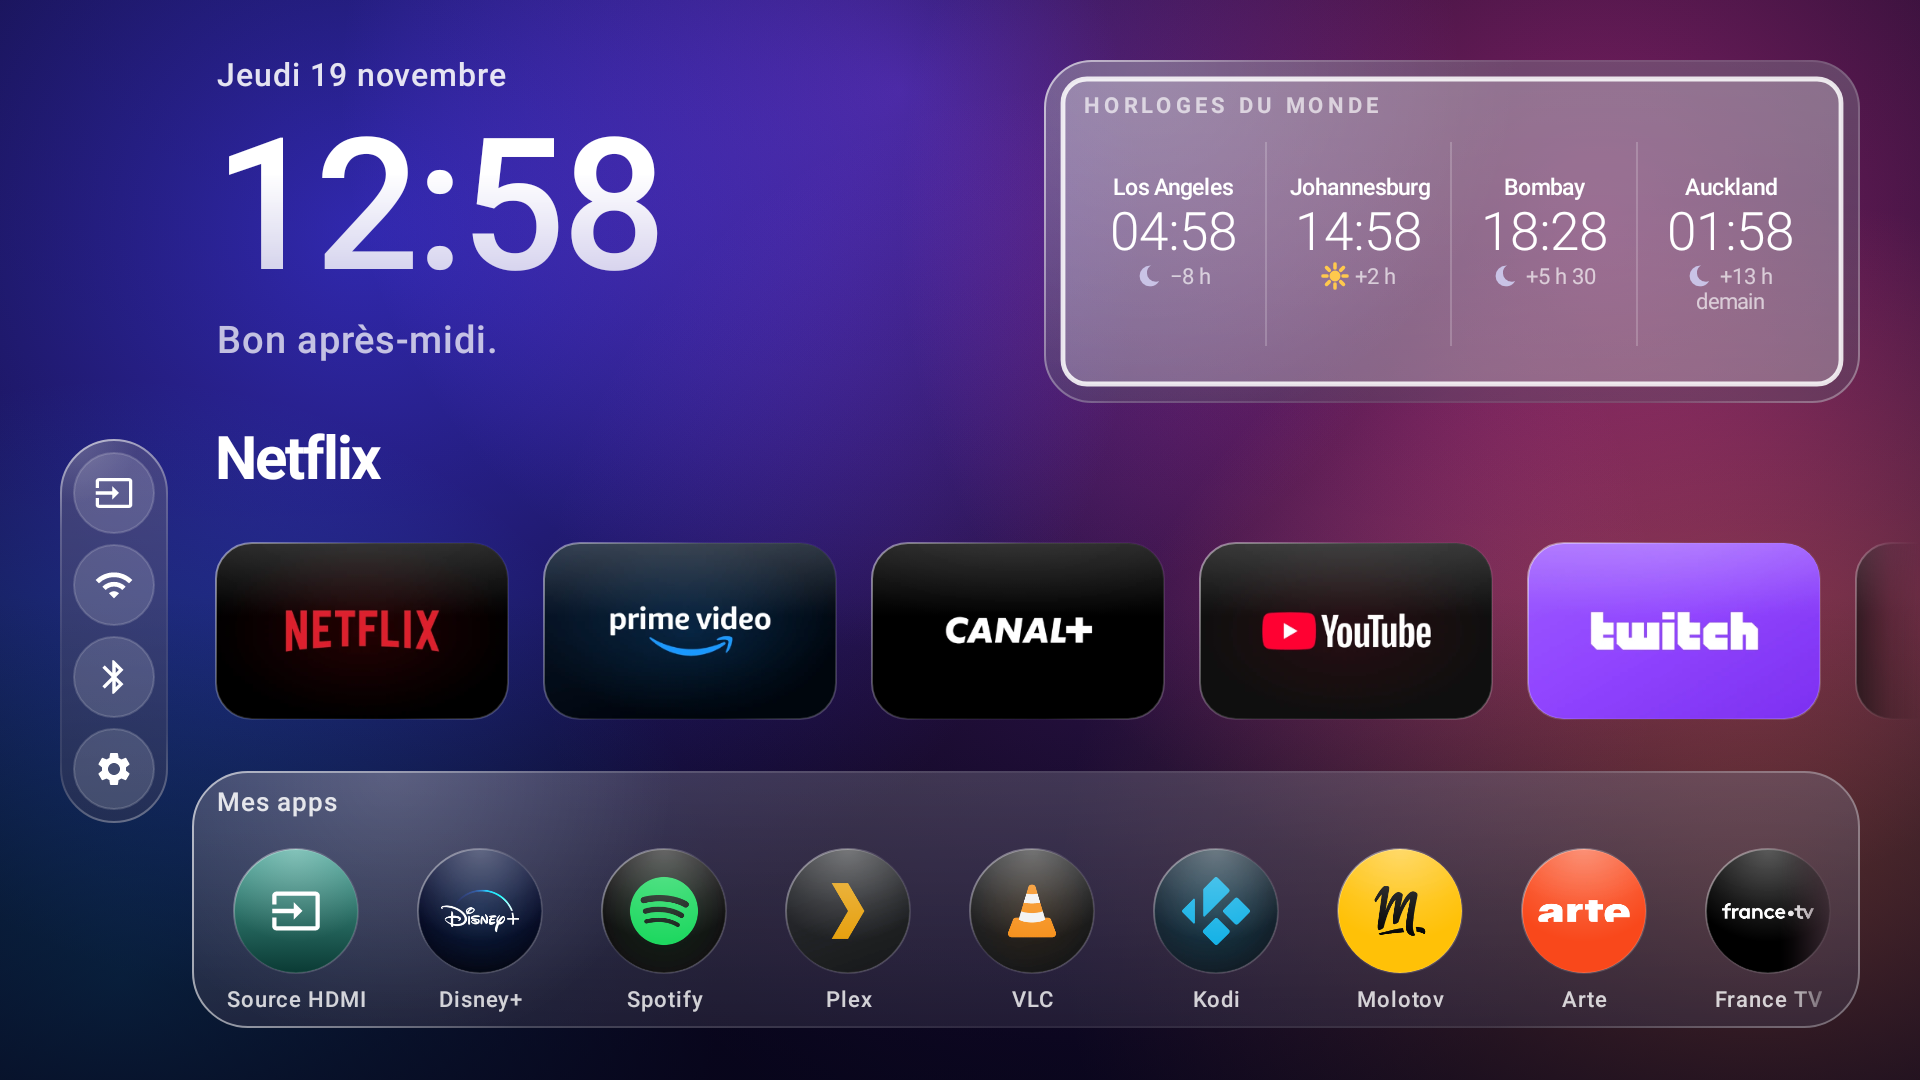 Jeudi 19 novembre
12:58
Bon après-midi.
HORLOGES DU MONDE
Los Angeles
04:58
−8 h
Johannesburg
14:58
+2 h
Bombay
18:28
+5 h 30
Auckland
01:58
+13 h
demain
Netflix
NETFLIX
prime video
CANAL+
YouTube
twitch
Mes apps
Disney+
M.
arte
france•tv
Source HDMI
Disney+
Spotify
Plex
VLC
Kodi
Molotov
Arte
France TV